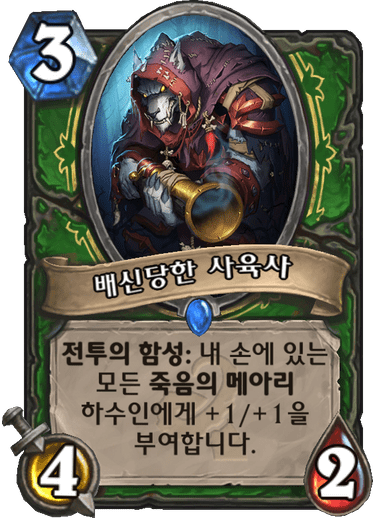 3
배신당한 사육사
전투의 함성: 내 손에 있는
모든 죽음의 메아리
하수인에게 +1/+1을
부여합니다.
4
2